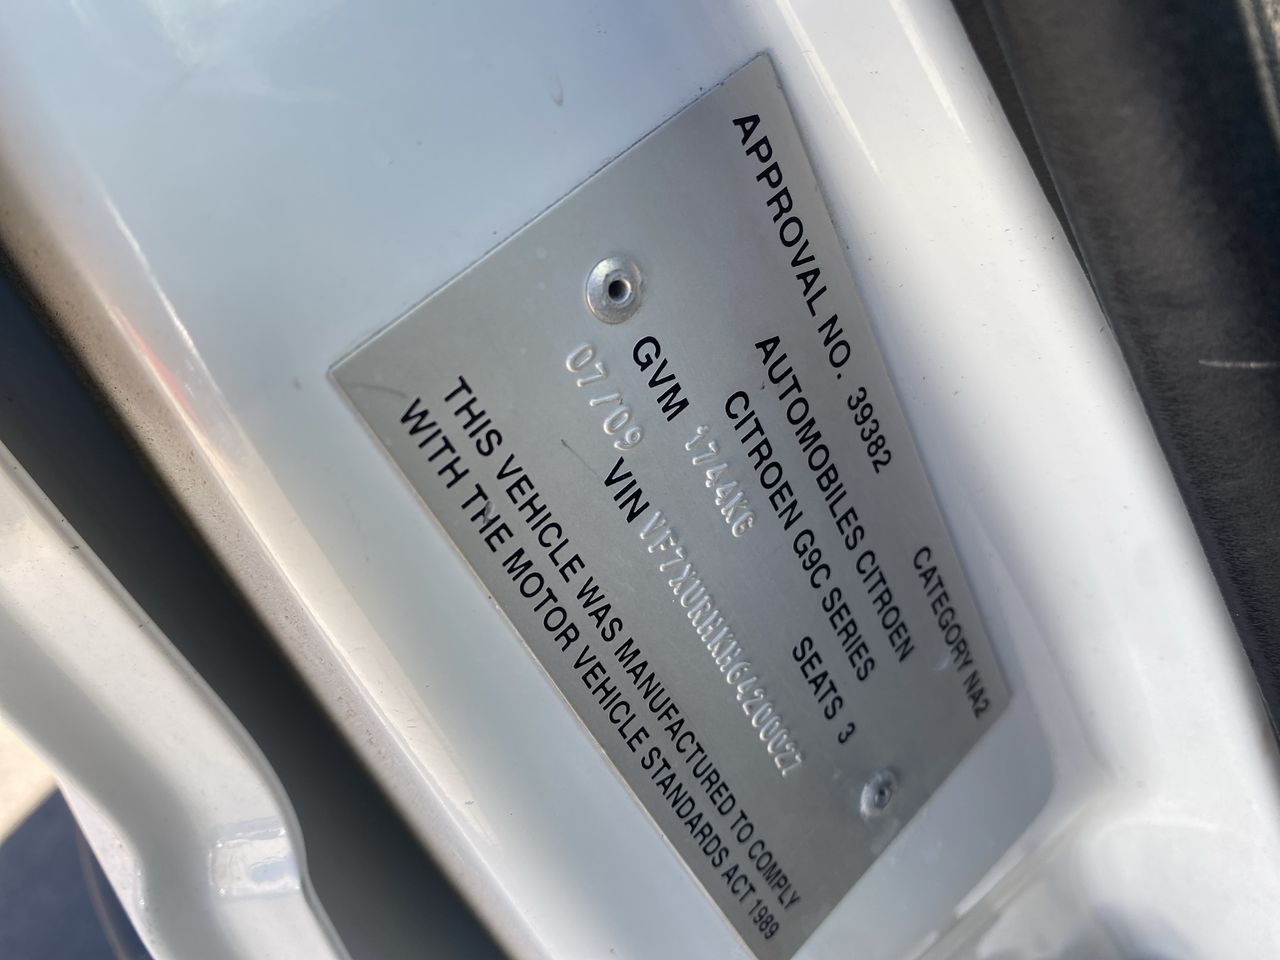 APPROVAL NO. 39382 CATEGORY NA2
AUTOMOBILES CITROEN
CITROEN G9C SERIES
GVM 1744KG SEATS 3
07/09 VIN VF7XURHKH64200027
THIS VEHICLE WAS MANUFACTURED TO COMPLY
WITH THE MOTOR VEHICLE STANDARDS ACT 1989